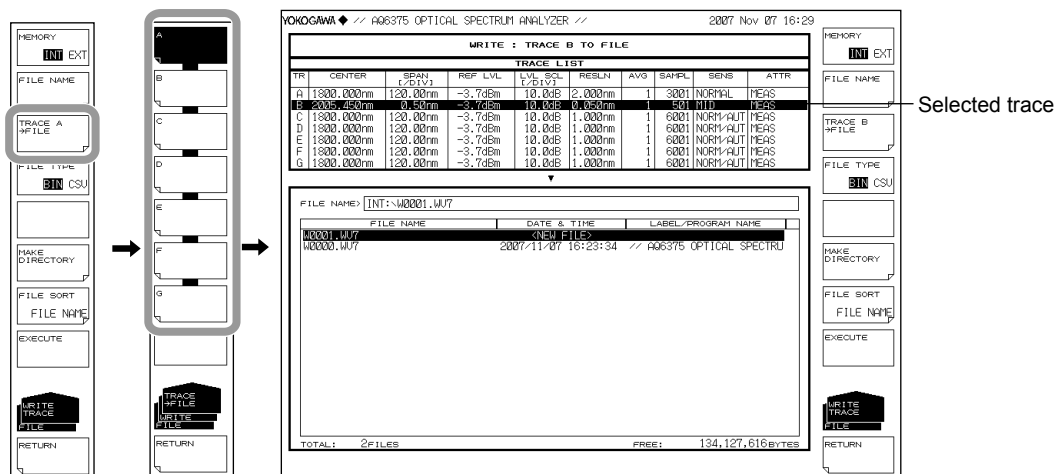 MEMORY
INT EXT
FILE NAME
TRACE A
→FILE
FILE TYPE
BIN CSV
MAKE
DIRECTORY
FILE SORT
FILE NAME
EXECUTE
WRITE
TRACE
FILE
RETURN
A
B
C
D
E
F
G
TRACE
→FILE
WRITE
FILE
RETURN
YOKOGAWA ◆ // AQ6375 OPTICAL SPECTRUM ANALYZER // 2007 Nov 07 16:29
WRITE : TRACE B TO FILE
TRACE LIST
TR CENTER SPAN [/DIV] REF LVL LVL SCL [/DIV] RESLN AVG SAMPL SENS ATTR
A 1800.000nm 120.00nm -3.7dBm 10.0dB 2.000nm 1 3001 NORMAL MEAS
B 2005.450nm 0.50nm -3.7dBm 10.0dB 0.050nm 1 501 MID MEAS
C 1800.000nm 120.00nm -3.7dBm 10.0dB 1.000nm 1 6001 NORM/AUT MEAS
D 1800.000nm 120.00nm -3.7dBm 10.0dB 1.000nm 1 6001 NORM/AUT MEAS
E 1800.000nm 120.00nm -3.7dBm 10.0dB 1.000nm 1 6001 NORM/AUT MEAS
F 1800.000nm 120.00nm -3.7dBm 10.0dB 1.000nm 1 6001 NORM/AUT MEAS
G 1800.000nm 120.00nm -3.7dBm 10.0dB 1.000nm 1 6001 NORM/AUT MEAS
FILE NAME> INT:\W0001.WV7
FILE NAME DATE & TIME LABEL/PROGRAM NAME
W0001.WV7 <NEW FILE>
W0000.WV7 2007/11/07 16:23:34 // AQ6375 OPTICAL SPECTRU
TOTAL: 2FILES FREE: 134,127,616BYTES
MEMORY
INT EXT
FILE NAME
TRACE B
→FILE
FILE TYPE
BIN CSV
MAKE
DIRECTORY
FILE SORT
FILE NAME
EXECUTE
WRITE
TRACE
FILE
RETURN
Selected trace